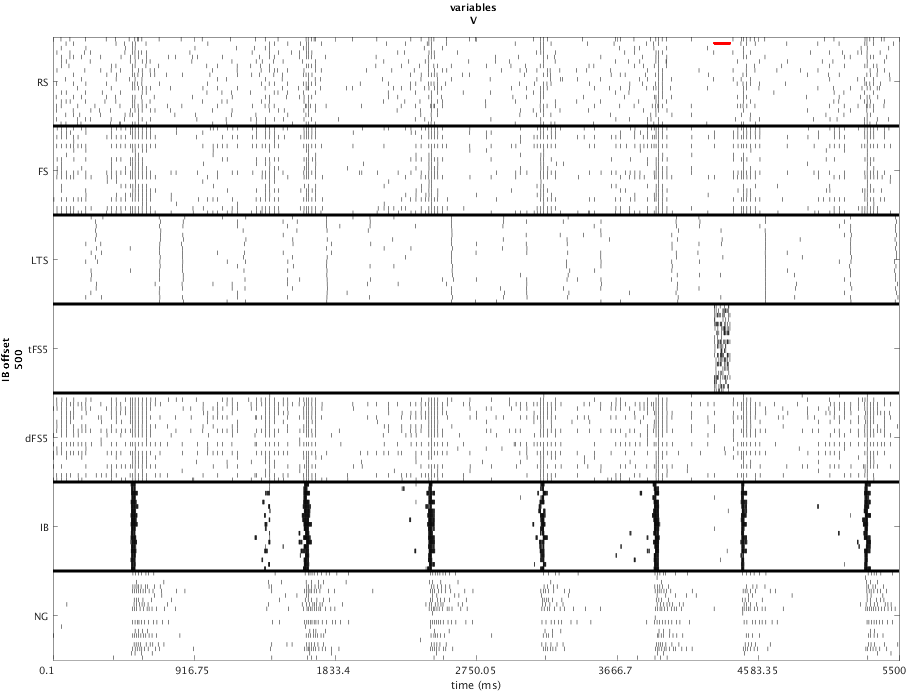 variables
V
RS
FS
LTS
IB offset
500
tFS5
dFS5
IB
NG
0.1
916.75
1833.4
2750.05
3666.7
4583.35
5500
time (ms)